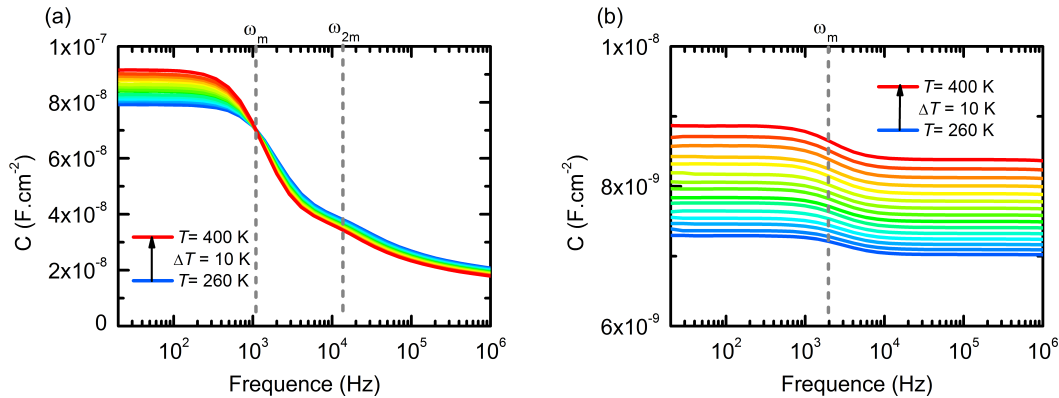 (a)
ω_m
ω_2m
1x10^-7
8x10^-8
6x10^-8
4x10^-8
2x10^-8
0
C (F.cm^-2)
T= 400 K
ΔT = 10 K
T= 260 K
10^2 10^3 10^4 10^5 10^6
Frequence (Hz)
(b)
ω_m
1x10^-8
8x10^-9
6x10^-9
C (F.cm^-2)
T= 400 K
ΔT = 10 K
T= 260 K
10^2 10^3 10^4 10^5 10^6
Frequence (Hz)